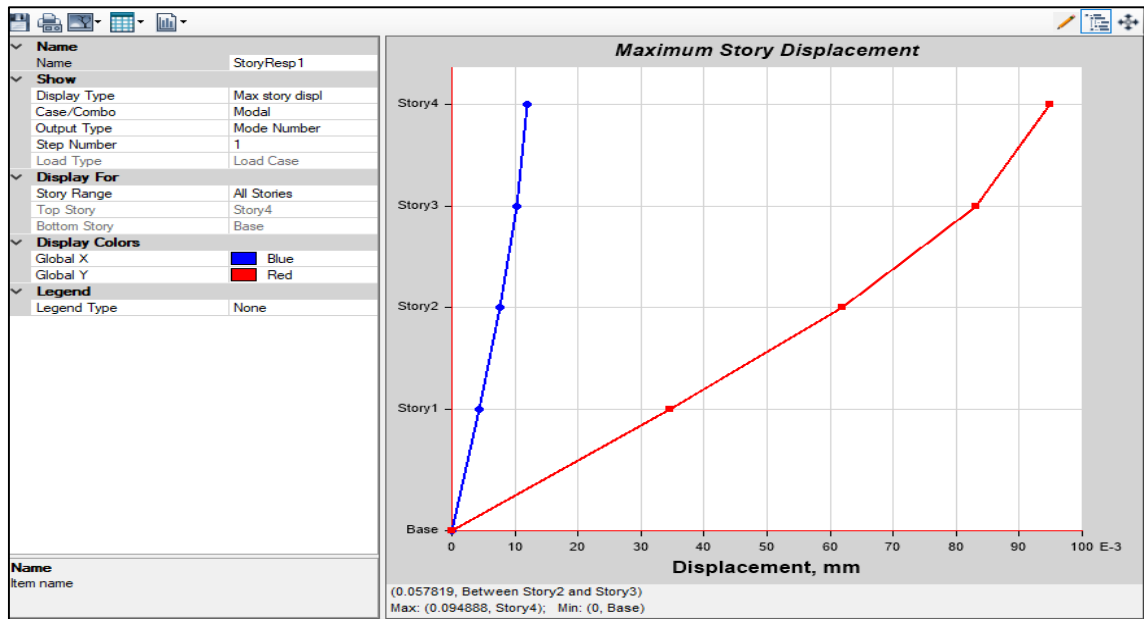 Name
Name StoryResp1
Show
Display Type Max story displ
Case/Combo Modal
Output Type Mode Number
Step Number 1
Load Type Load Case
Display For
Story Range All Stories
Top Story Story4
Bottom Story Base
Display Colors
Global X Blue
Global Y Red
Legend
Legend Type None
Name
Item name
Maximum Story Displacement
Story4
Story3
Story2
Story1
Base
0 10 20 30 40 50 60 70 80 90 100 E-3
Displacement, mm
(0.057819, Between Story2 and Story3)
Max: (0.094888, Story4); Min: (0, Base)